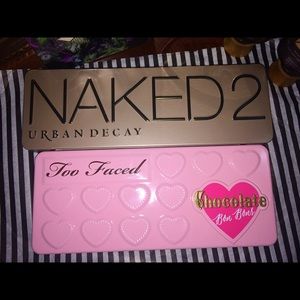 NAKED2
URBAN DECAY
Too Faced
Chocolate
Bon Bons